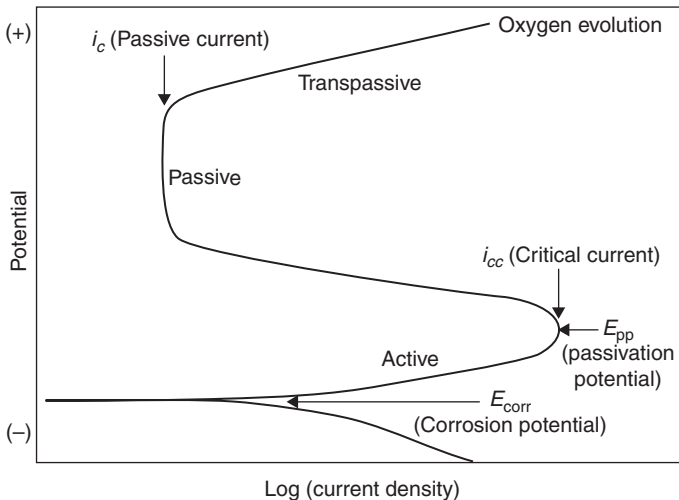 (+)
i_c (Passive current)
Oxygen evolution
Transpassive
Passive
Potential
i_cc (Critical current)
E_pp
(passivation
potential)
Active
E_corr
(Corrosion potential)
(–)
Log (current density)